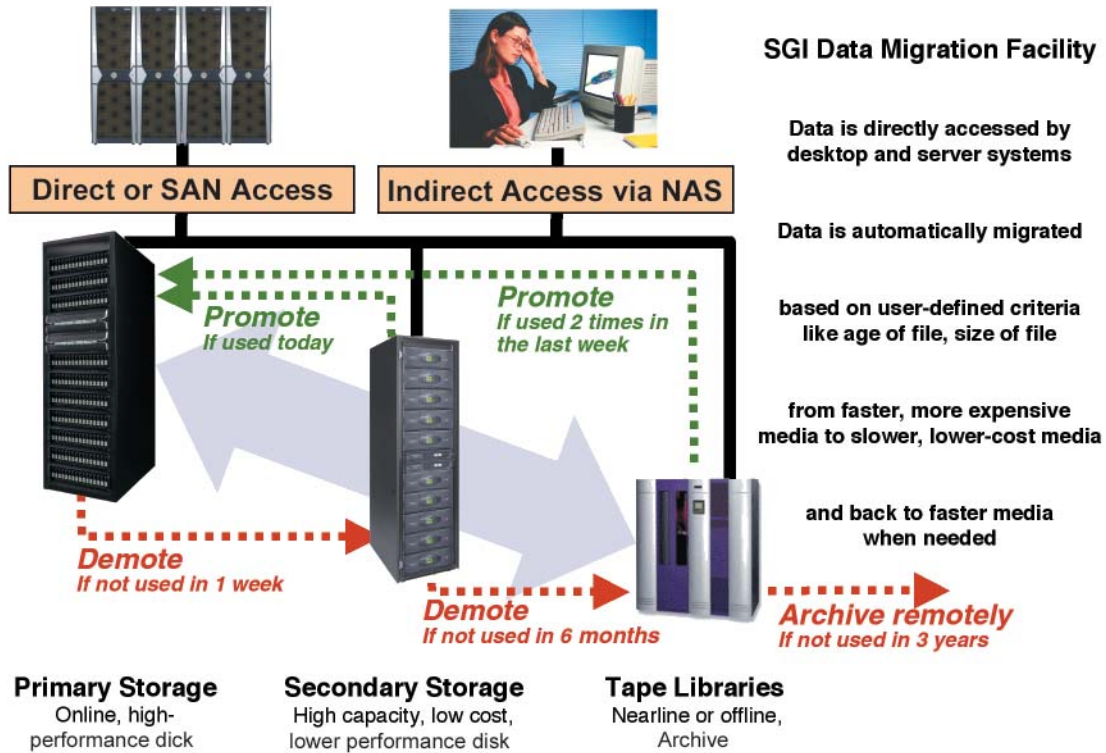 SGI Data Migration Facility
Data is directly accessed by
desktop and server systems
Direct or SAN Access
Indirect Access via NAS
Data is automatically migrated
Promote
If used today
Promote
If used 2 times in
the last week
based on user-defined criteria
like age of file, size of file
from faster, more expensive
media to slower, lower-cost media
and back to faster media
when needed
Demote
If not used in 1 week
Demote
If not used in 6 months
Archive remotely
If not used in 3 years
Primary Storage
Online, high-
performance dick
Secondary Storage
High capacity, low cost,
lower performance disk
Tape Libraries
Nearline or offline,
Archive